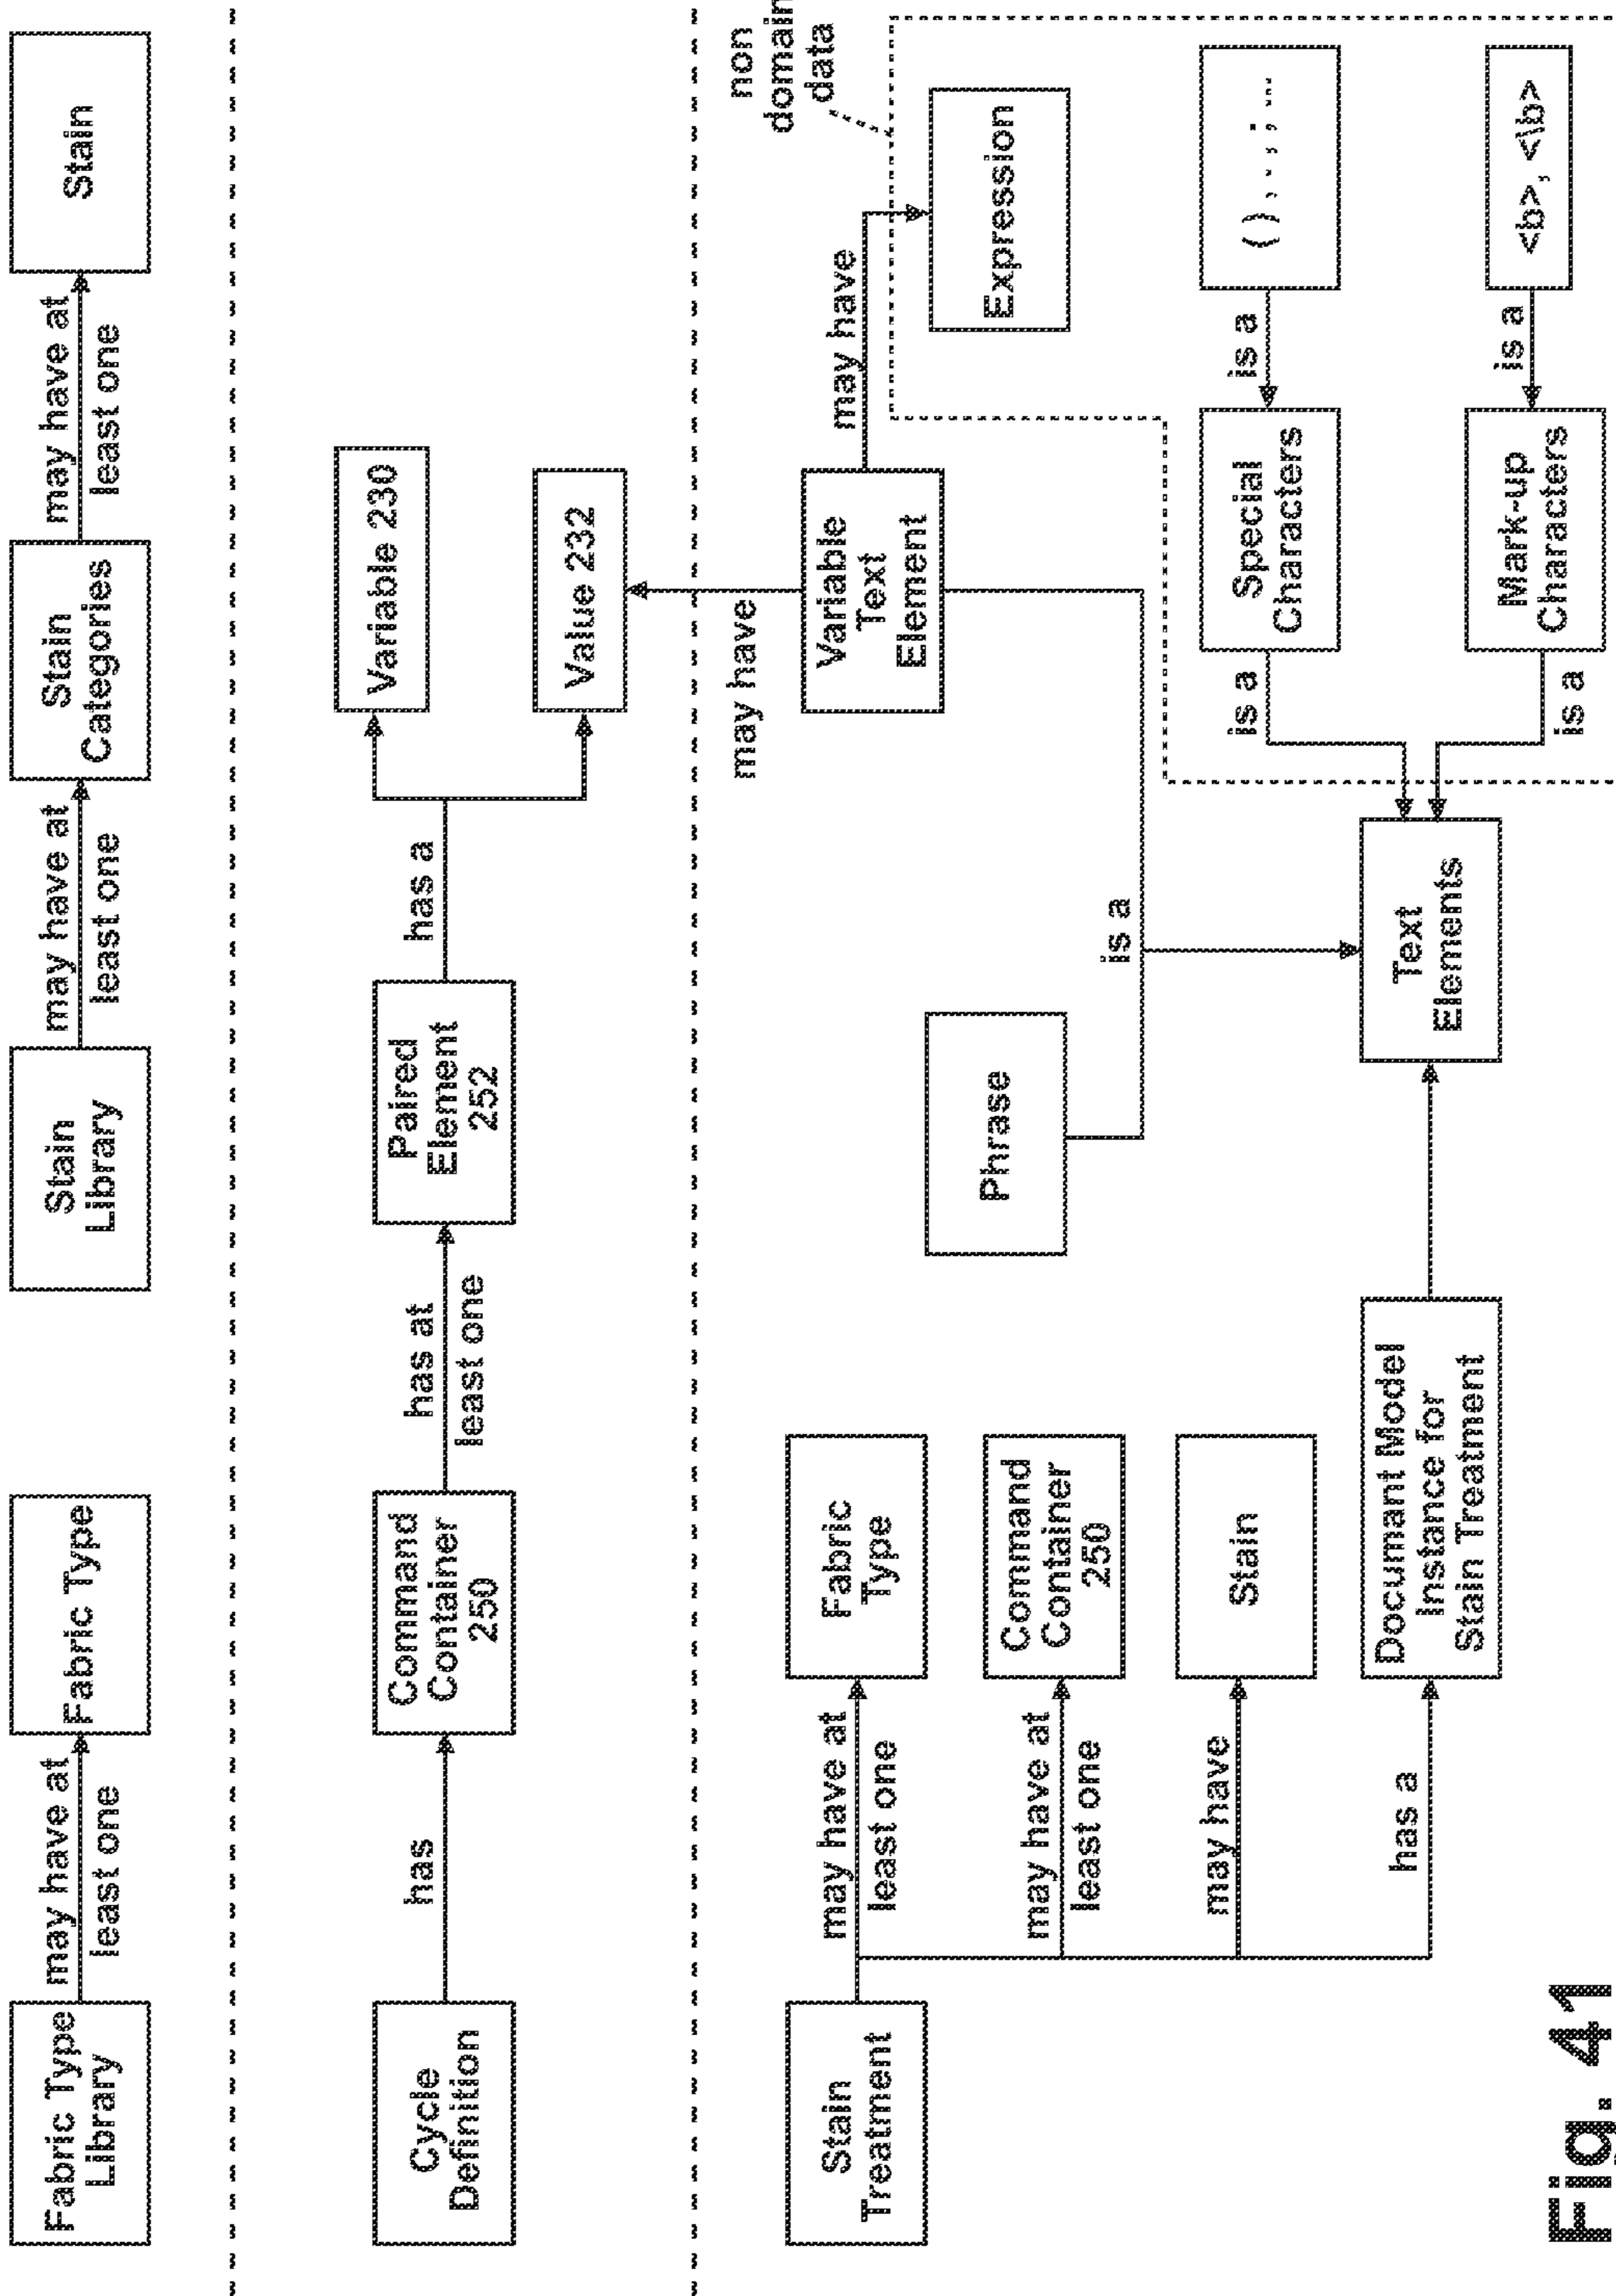 Fabric Type
Library
may have at
least one
Fabric Type
Stain
Library
may have at
least one
Stain
Categories
may have at
least one
Stain
Cycle
Definition
has
Command
Container
250
has at
least one
Paired
Element
252
has a
Variable 230
Value 232
Stain
Treatment
may have at
least one
Fabric
Type
may have at
least one
Command
Container
250
may have
Stain
has a
Documant Model
Instance for
Stain Treatment
Phrase
is a
Text
Elements
may have
Variable
Text
Element
may have
Expression
non
domain
data
is a
Special
Characters
is a
is a
Mark-up
Characters
is a
<b>, <\b>
Fig. 41